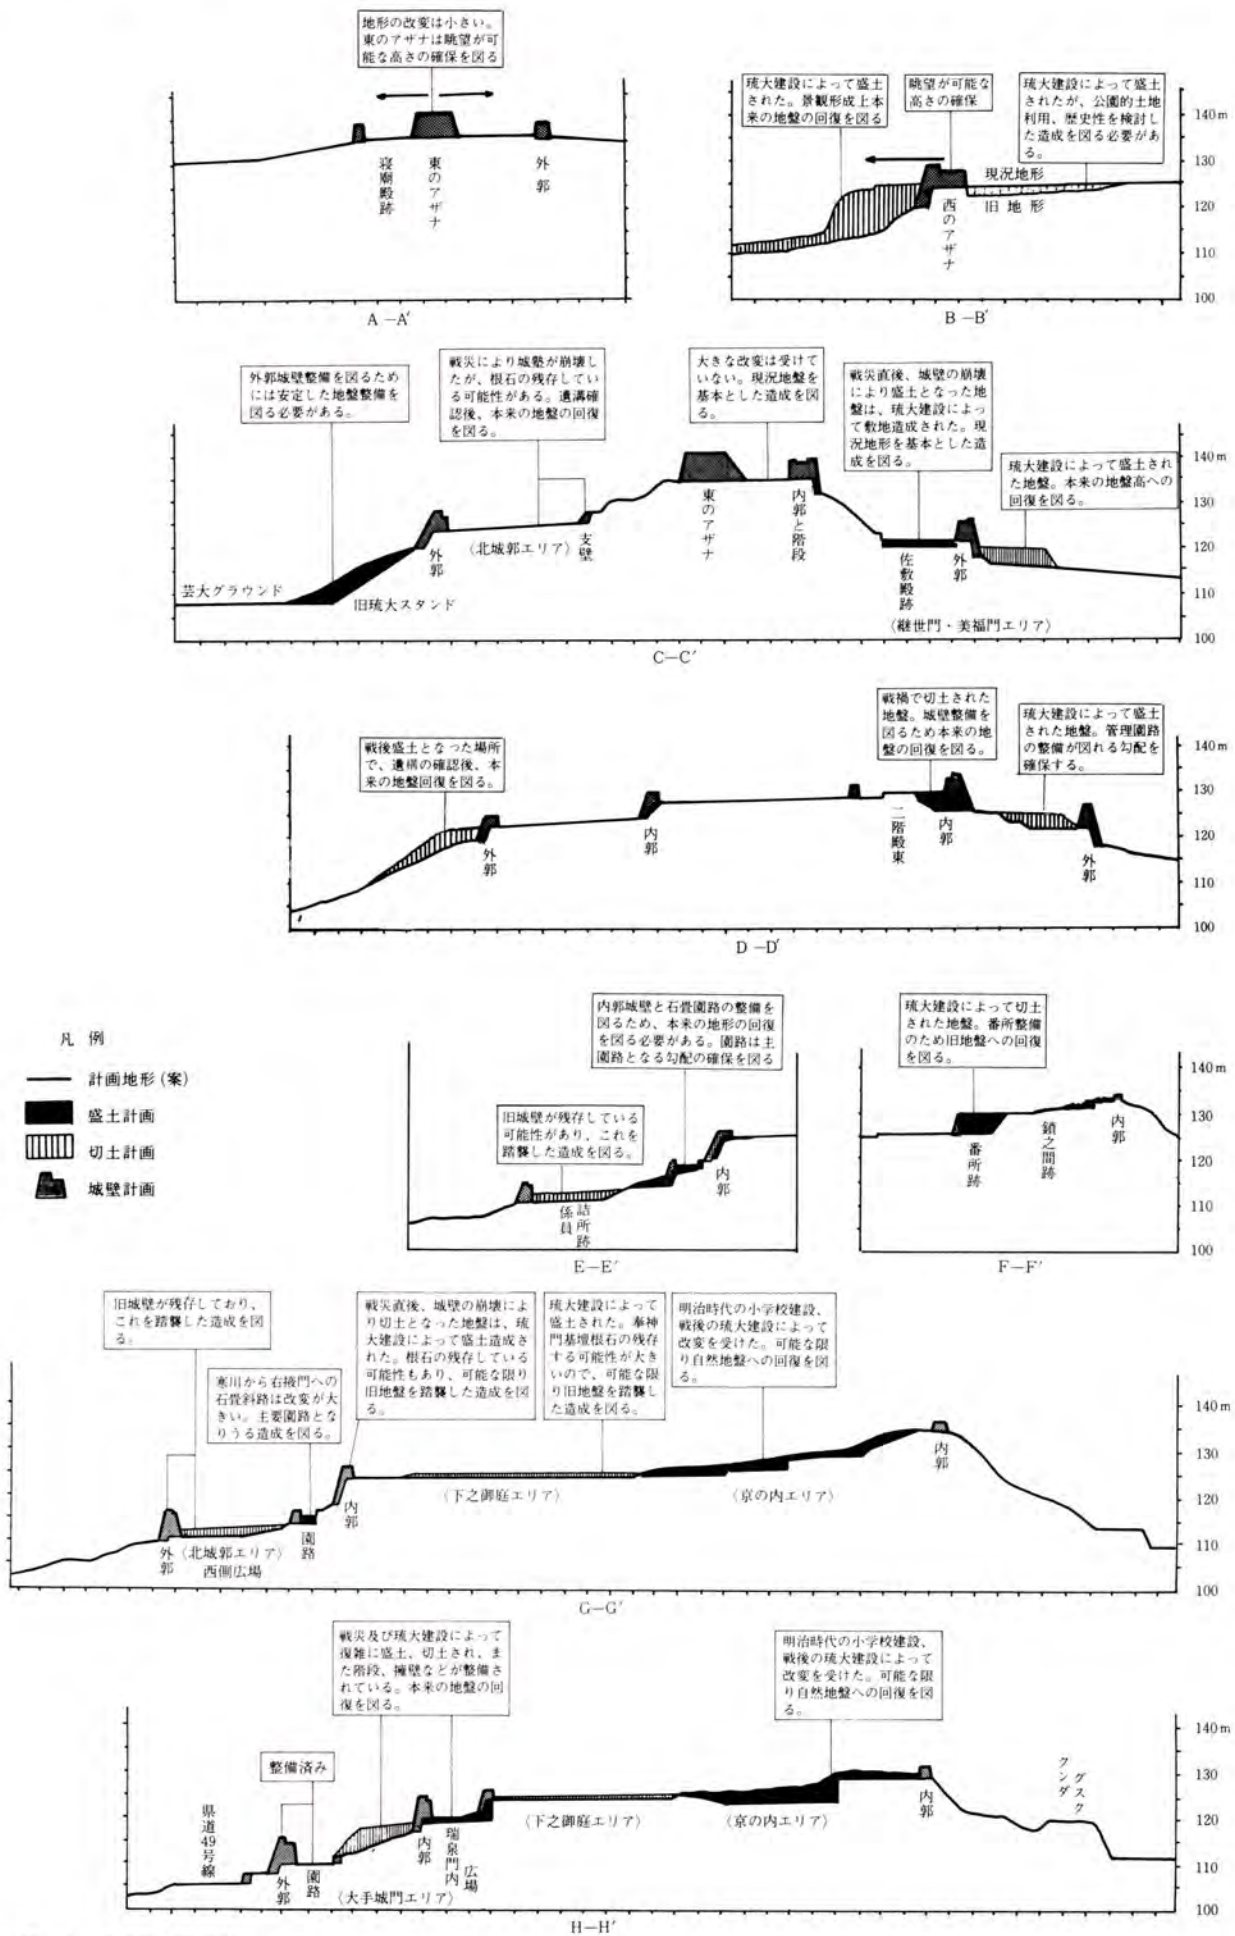 地形の改変は小さい。
東のアザナは眺望が可
能な高さの確保を図る
寝廟殿跡
東のアザナ
外郭
A—A′
琉大建設によって盛土
された。景観形成上本
来の地盤の回復を図る
眺望が可能な
高さの確保
琉大建設によって盛土
されたが、公園的土地
利用、歴史性を検討し
た造成を図る必要があ
る。
現況地形
旧地形
西のアザナ
140m
130
120
110
100
B—B′
外郭城壁整備を図るため
には安定した地盤整備を
図る必要がある。
戦災により城塾が崩壊し
たが、根石の残存してい
る可能性がある。遺溝確
認後、本来の地盤の回復
を図る。
大きな改変は受けて
いない。現況地盤を
基本とした造成を図
る。
戦災直後、城壁の崩壊
により盛土となった地
盤は、琉大建設によっ
て敷地造成された。現
況地形を基本とした造
成を図る。
琉大建設によって盛土され
た地盤。本来の地盤高への
回復を図る。
芸大グラウンド
旧琉大スタンド
外郭
〈北城郭エリア〉
支壁
東のアザナ
内郭と階段
佐敷殿跡
外郭
〈継世門・美福門エリア〉
140m
130
120
110
100
C—C′
戦後盛土となった場所
で、遺構の確認後、本
来の地盤回復を図る。
戦禍で切土された
地盤。城壁整備を
図るため本来の地
盤の回復を図る。
琉大建設によって盛土
された地盤。管理園路
の整備が図れる勾配を
確保する。
外郭
内郭
二階殿東
内郭
外郭
140m
130
120
110
100
D—D′
凡例
計画地形(案)
盛土計画
切土計画
城壁計画
内郭城壁と石畳園路の整備を
図るため、本来の地形の回復
を図る必要がある。園路は主
園路となる勾配の確保を図る
旧城壁が残存している
可能性があり、これを
踏襲した造成を図る。
係員
詰所跡
内郭
E—E′
琉大建設によって切土
された地盤。番所整備
のため旧地盤への回復
を図る。
番所跡
鎖之間跡
内郭
140m
130
120
110
100
F—F′
旧城壁が残存しており、
これを踏襲した造成を図
る。
寒川から右掖門への
石畳斜路は改変が大
きい。主要園路とな
りうる造成を図る。
戦災直後、城壁の崩壊によ
り切土となった地盤は、琉
大建設によって盛土造成さ
れた。根石の残存している
可能性もあり、可能な限り
旧地盤を踏襲した造成を図
る。
琉大建設によって
盛土された。奉神
門基壇根石の残存
する可能性が大き
いので、可能な限
り旧地盤を踏襲し
た造成を図る。
明治時代の小学校建設、
戦後の琉大建設によって
改変を受けた。可能な限
り自然地盤への回復を図
る。
外郭
〈北城郭エリア〉
西側広場
園路
内郭
〈下之御庭エリア〉
〈京の内エリア〉
内郭
140m
130
120
110
100
G—G′
戦災及び琉大建設によって
復雑に盛土、切土され、ま
た階段、擁壁などが整備さ
れている。本来の地盤の回
復を図る。
明治時代の小学校建設、
戦後の琉大建設によって
改変を受けた。可能な限
り自然地盤への回復を図
る。
整備済み
県道49号線
外郭
園路
〈大手城門エリア〉
内郭
瑞泉門内
広場
〈下之御庭エリア〉
〈京の内エリア〉
内郭
グスク
クンダ
140m
130
120
110
100
H—H′